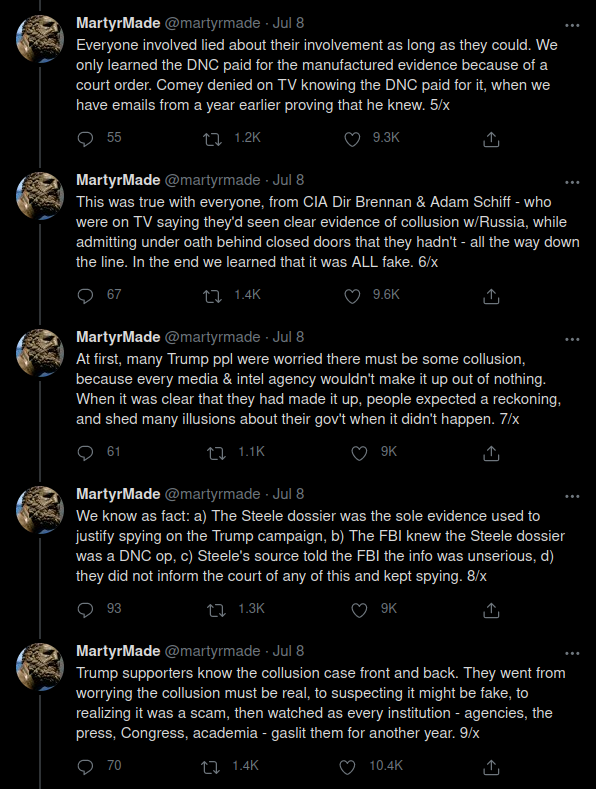 MartyrMade @martyrmade · Jul 8
Everyone involved lied about their involvement as long as they could. We
only learned the DNC paid for the manufactured evidence because of a
court order. Comey denied on TV knowing the DNC paid for it, when we
have emails from a year earlier proving that he knew. 5/x
55 1.2K 9.3K
MartyrMade @martyrmade · Jul 8
This was true with everyone, from CIA Dir Brennan & Adam Schiff - who
were on TV saying they'd seen clear evidence of collusion w/Russia, while
admitting under oath behind closed doors that they hadn't - all the way down
the line. In the end we learned that it was ALL fake. 6/x
67 1.4K 9.6K
MartyrMade @martyrmade · Jul 8
At first, many Trump ppl were worried there must be some collusion,
because every media & intel agency wouldn't make it up out of nothing.
When it was clear that they had made it up, people expected a reckoning,
and shed many illusions about their gov't when it didn't happen. 7/x
61 1.1K 9K
MartyrMade @martyrmade · Jul 8
We know as fact: a) The Steele dossier was the sole evidence used to
justify spying on the Trump campaign, b) The FBI knew the Steele dossier
was a DNC op, c) Steele's source told the FBI the info was unserious, d)
they did not inform the court of any of this and kept spying. 8/x
93 1.3K 9K
MartyrMade @martyrmade · Jul 8
Trump supporters know the collusion case front and back. They went from
worrying the collusion must be real, to suspecting it might be fake, to
realizing it was a scam, then watched as every institution - agencies, the
press, Congress, academia - gaslit them for another year. 9/x
70 1.4K 10.4K